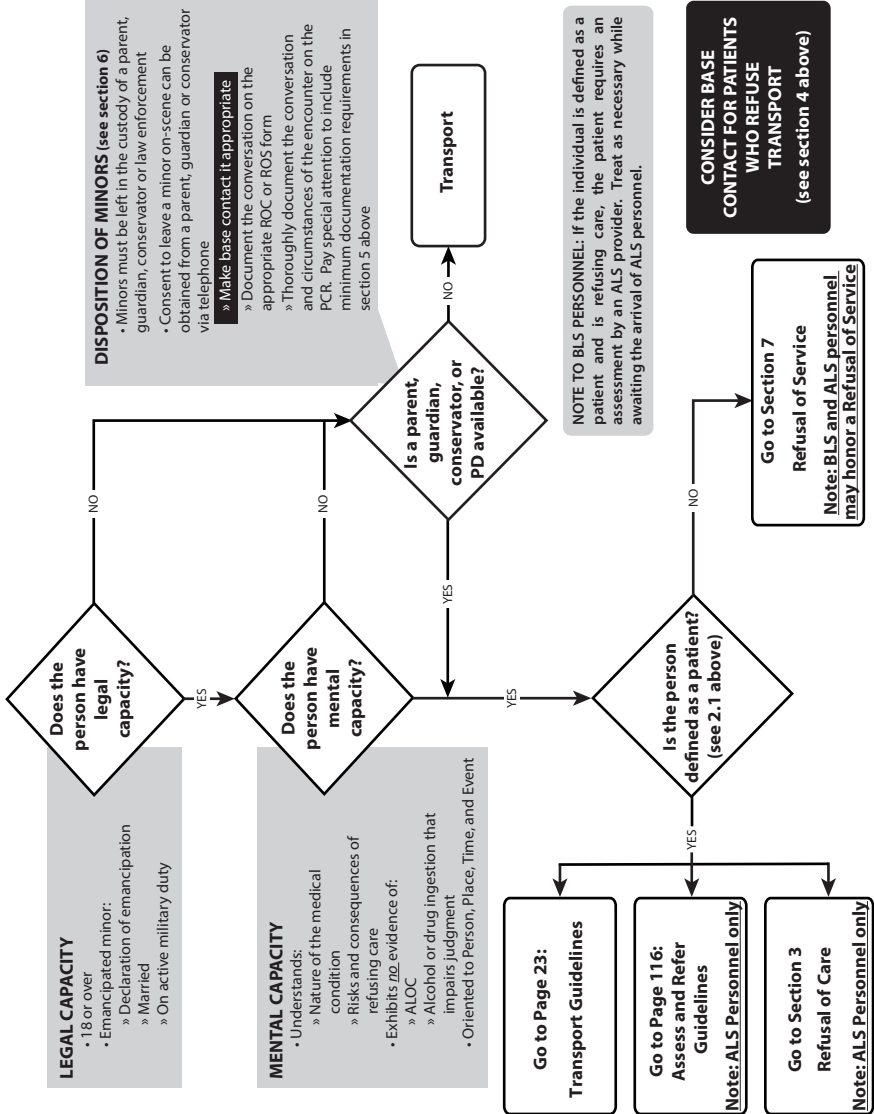 LEGAL CAPACITY
• 18 or over
• Emancipated minor:
» Declaration of emancipation
» Married
» On active military duty
Does the
person have
legal
capacity?
NO
YES
DISPOSITION OF MINORS (see section 6)
• Minors must be left in the custody of a parent,
guardian, conservator or law enforcement
• Consent to leave a minor on-scene can be
obtained from a parent, guardian or conservator
via telephone
» Make base contact it appropriate
» Document the conversation on the
appropriate ROC or ROS form
» Thoroughly document the conversation
and circumstances of the encounter on the
PCR. Pay special attention to include
minimum documentation requirements in
section 5 above
MENTAL CAPACITY
• Understands:
» Nature of the medical
condition
» Risks and consequences of
refusing care
• Exhibits no evidence of:
» ALOC
» Alcohol or drug ingestion that
impairs judgment
• Oriented to Person, Place, Time, and Event
Does the
person have
mental
capacity?
NO
Is a parent,
guardian,
conservator, or
PD available?
NO
Transport
YES
YES
NOTE TO BLS PERSONNEL: If the individual is defined as a
patient and is refusing care, the patient requires an
assessment by an ALS provider. Treat as necessary while
awaiting the arrival of ALS personnel.
Is the person
defined as a patient?
(see 2.1 above)
YES
NO
Go to Page 23:
Transport Guidelines
Go to Page 116:
Assess and Refer
Guidelines
Note: ALS Personnel only
Go to Section 3
Refusal of Care
Note: ALS Personnel only
Go to Section 7
Refusal of Service
Note: BLS and ALS personnel
may honor a Refusal of Service
CONSIDER BASE
CONTACT FOR PATIENTS
WHO REFUSE
TRANSPORT
(see section 4 above)